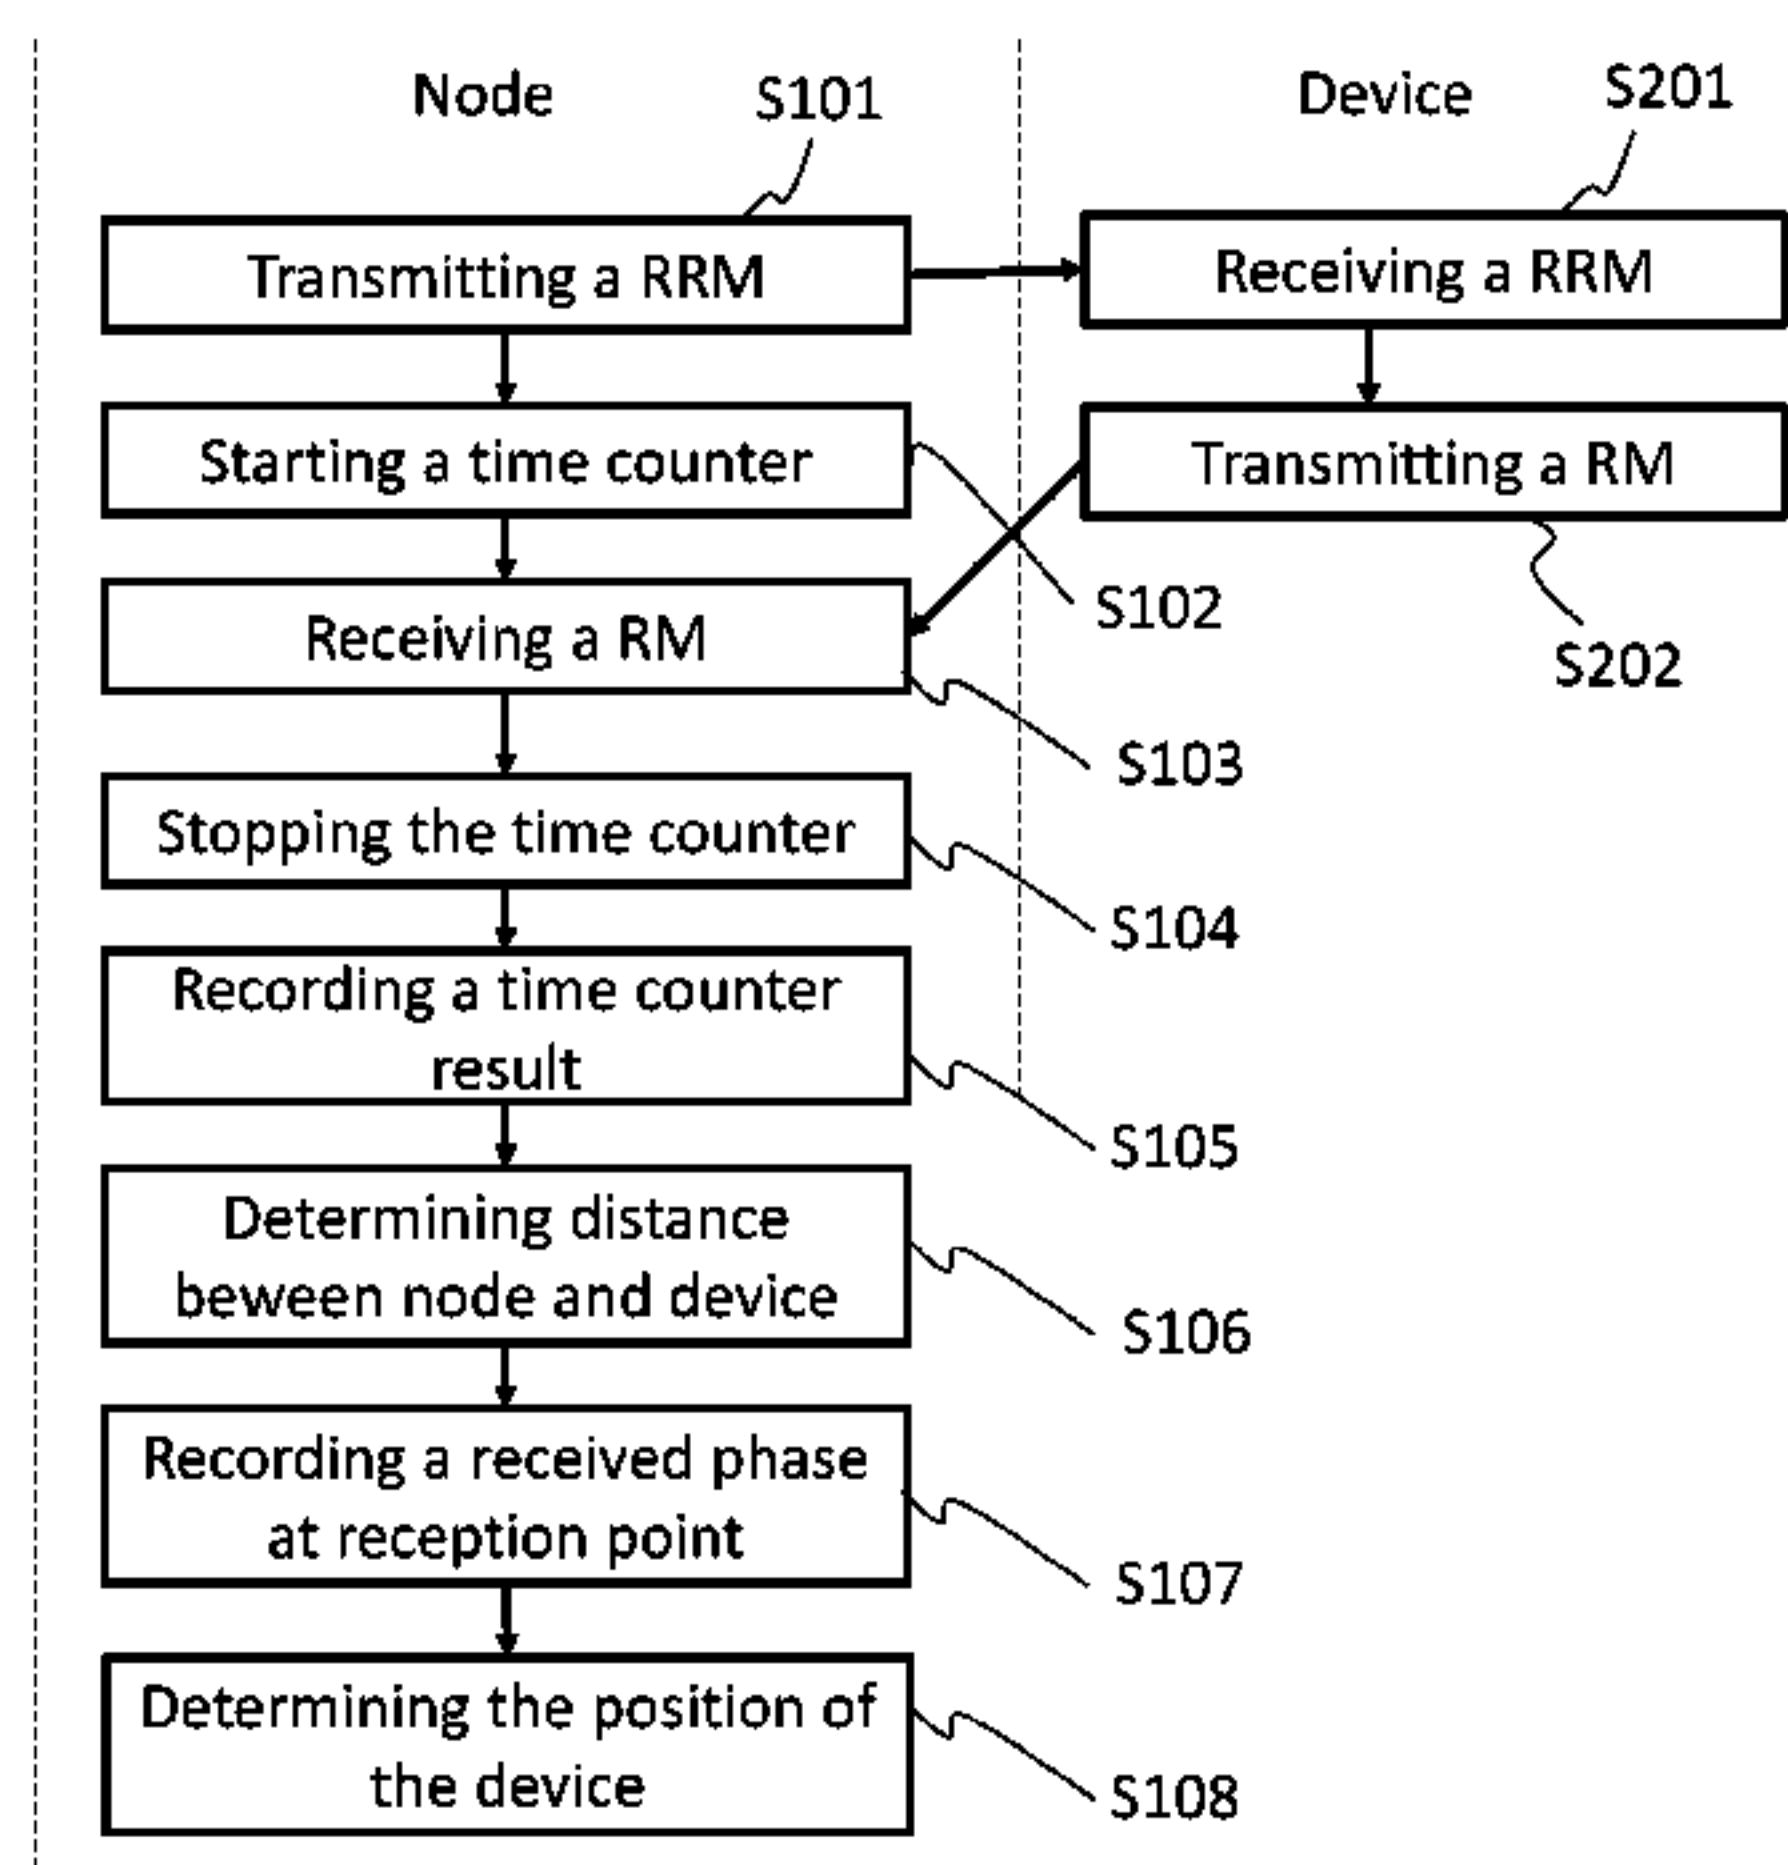 Node
S101
Device
S201
Transmitting a RRM
Receiving a RRM
Starting a time counter
Transmitting a RM
S102
Receiving a RM
S202
S103
Stopping the time counter
S104
Recording a time counter
result
S105
Determining distance
beween node and device
S106
Recording a received phase
at reception point
S107
Determining the position of
the device
S108